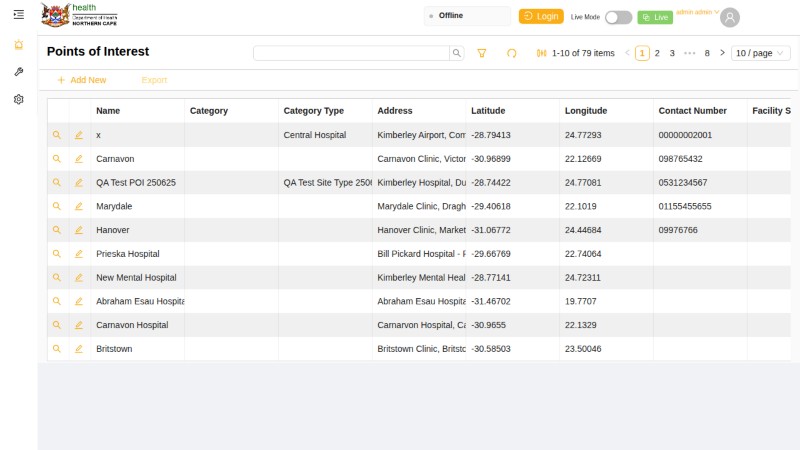 health
Department of Health
NORTHERN CAPE
Offline
Login
Live Mode
Live
admin admin
Points of Interest
1-10 of 79 items
1 2 3 ••• 8
10 / page
Add New
Export
Name Category Category Type Address Latitude Longitude Contact Number Facility S
x Central Hospital Kimberley Airport, Com -28.79413 24.77293 00000002001
Carnavon Carnavon Clinic, Victor -30.96899 22.12669 098765432
QA Test POI 250625 QA Test Site Type 2506 Kimberley Hospital, Du -28.74422 24.77081 0531234567
Marydale Marydale Clinic, Dragh -29.40618 22.1019 01155455655
Hanover Hanover Clinic, Market -31.06772 24.44684 09976766
Prieska Hospital Bill Pickard Hospital - P -29.66769 22.74064
New Mental Hospital Kimberley Mental Heal -28.77141 24.72311
Abraham Esau Hospita Abraham Esau Hospita -31.46702 19.7707
Carnavon Hospital Carnarvon Hospital, Ca -30.9655 22.1329
Britstown Britstown Clinic, Britsto -30.58503 23.50046